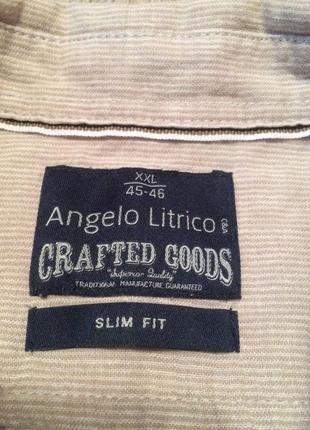 XXL
45-46
Angelo Litrico C&A
CRAFTED GOODS
"Superior Quality"
TRADITIONAL MANUFACTURE GUARANTEED
SLIM FIT